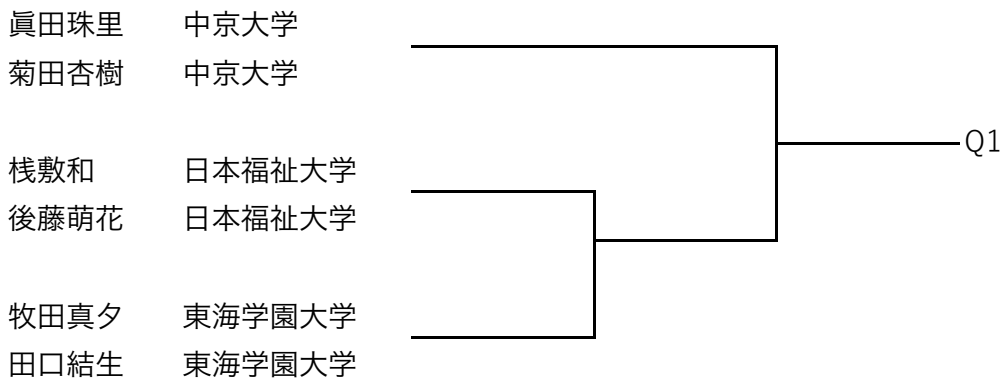 眞田珠里 中京大学
菊田杏樹 中京大学
Q1
桟敷和 日本福祉大学
後藤萌花 日本福祉大学
牧田真夕 東海学園大学
田口結生 東海学園大学